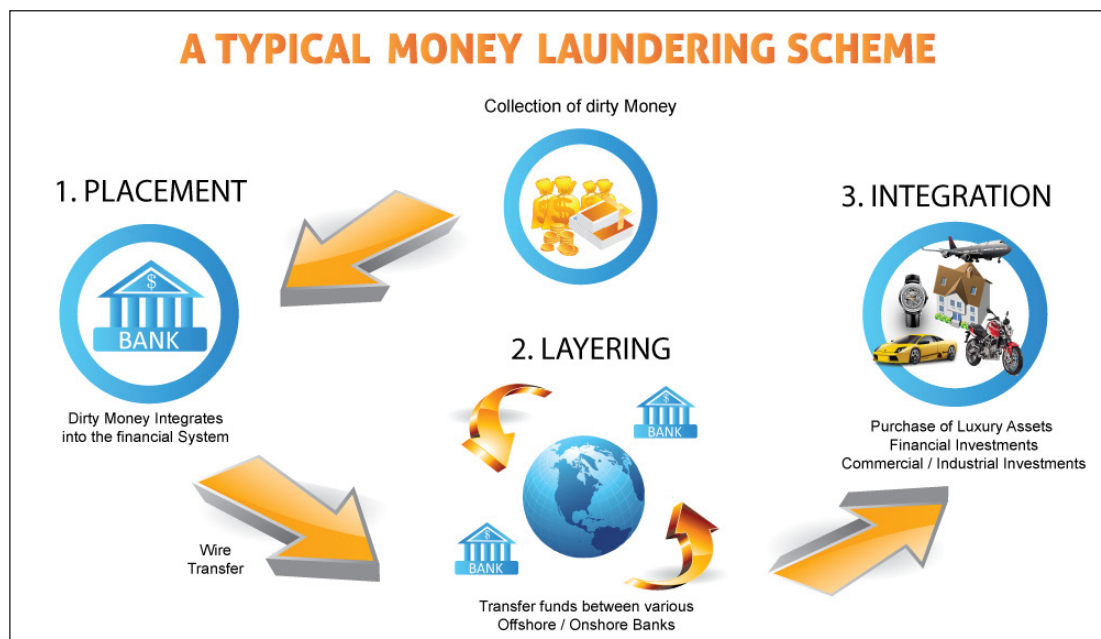 A TYPICAL MONEY LAUNDERING SCHEME
Collection of dirty Money
1. PLACEMENT
$
BANK
Dirty Money Integrates
into the financial System
Wire
Transfer
2. LAYERING
$
BANK
$
BANK
Transfer funds between various
Offshore / Onshore Banks
3. INTEGRATION
Purchase of Luxury Assets
Financial Investments
Commercial / Industrial Investments